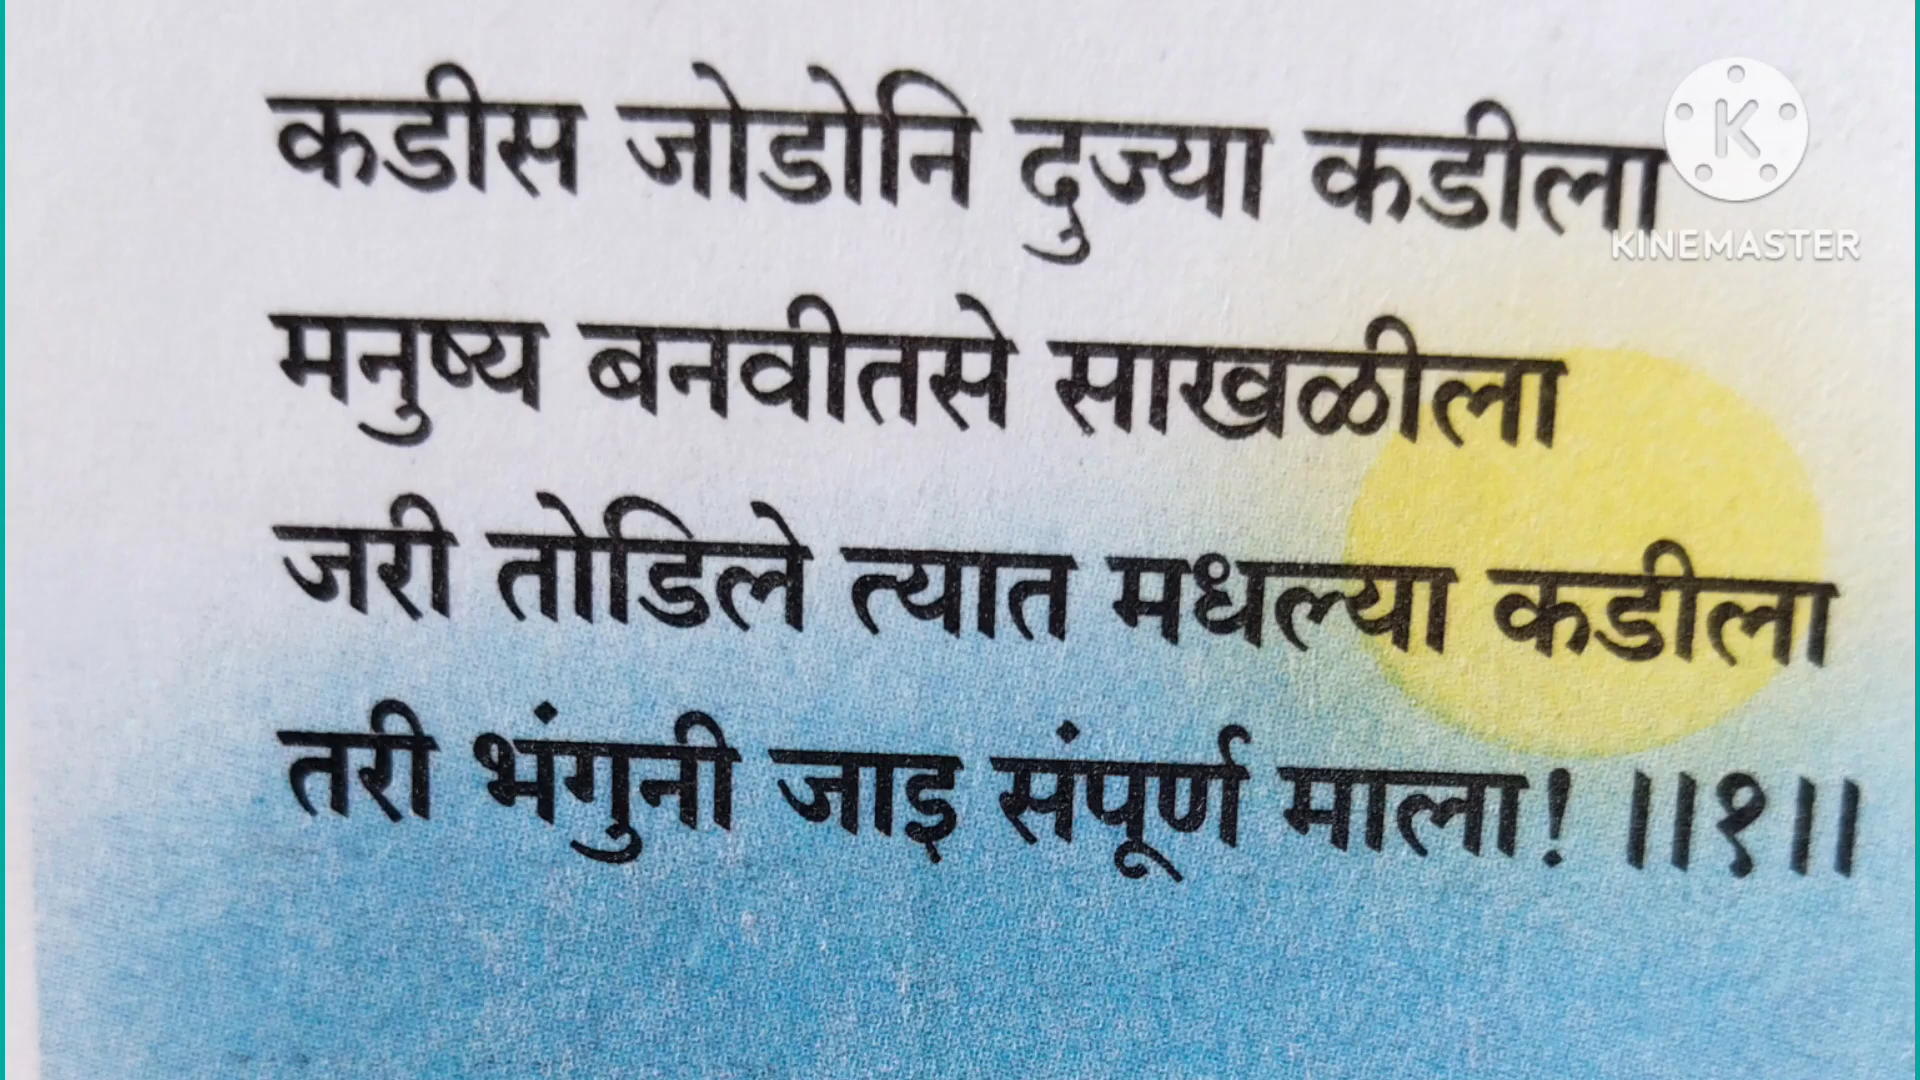 कडीस जोडोनि दुज्या कडीला
K
KINEMASTER
मनुष्य बनवीतसे साखळीला
जरी तोडिले त्यात मधल्या कडीला
तरी भंगुनी जाइ संपूर्ण माला! ।।१।।